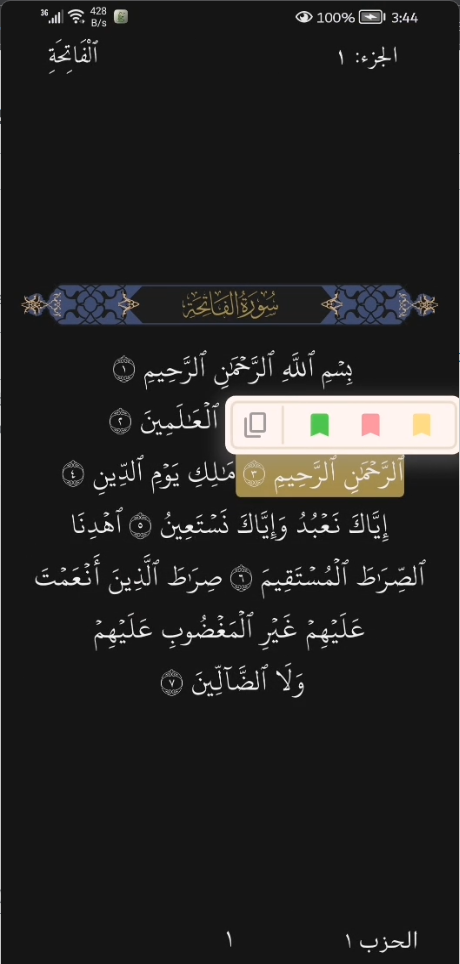 3G 428 B/s 100% 3:44
الجزء: ١ ٱلْفَاتِحَةِ
سُورَةُ الفَاتِحَة
بِسۡمِ ٱللَّهِ ٱلرَّحۡمَٰنِ ٱلرَّحِيمِ ١
ٱلۡعَٰلَمِينَ ٢
ٱلرَّحۡمَٰنِ ٱلرَّحِيمِ ٣ مَٰلِكِ يَوۡمِ ٱلدِّينِ ٤
إِيَّاكَ نَعۡبُدُ وَإِيَّاكَ نَسۡتَعِينُ ٥ ٱهۡدِنَا
ٱلصِّرَٰطَ ٱلۡمُسۡتَقِيمَ ٦ صِرَٰطَ ٱلَّذِينَ أَنۡعَمۡتَ
عَلَيۡهِمۡ غَيۡرِ ٱلۡمَغۡضُوبِ عَلَيۡهِمۡ
وَلَا ٱلضَّآلِّينَ ٧
الحزب ١ ١